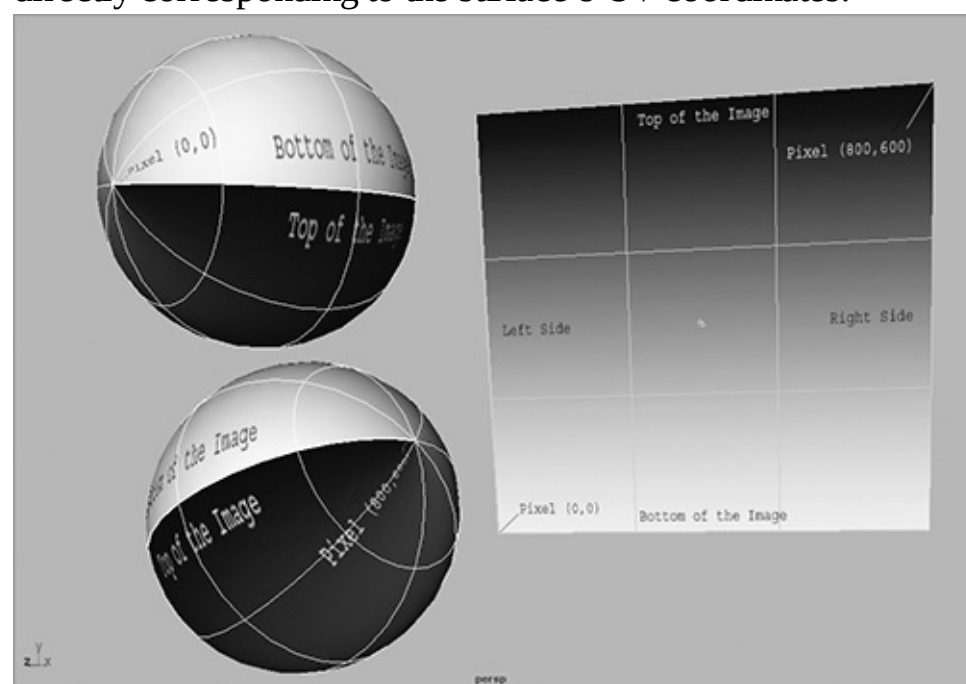 directly corresponding to the surface's UV coordinates.
Pixel (0,0)
Bottom of the Image
Top of the Image
of the Image
Top of the Image
Pixel (800,
Top of the Image
Pixel (800,600)
Left Side
Right Side
Pixel (0,0)
Bottom of the Image
y
z x
persp